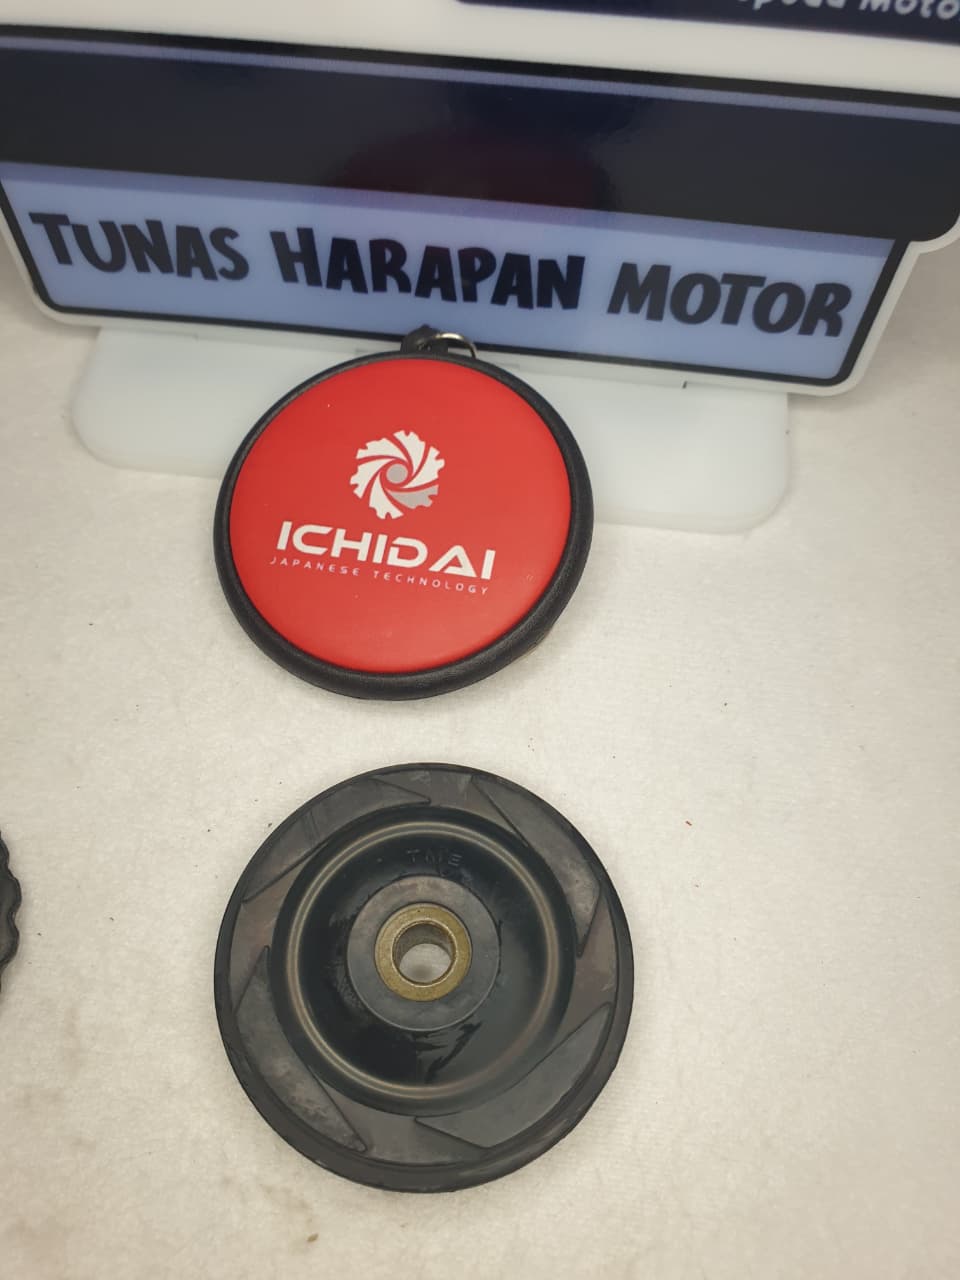 TUNAS HARAPAN MOTOR
ICHIDAI
JAPANESE TECHNOLOGY